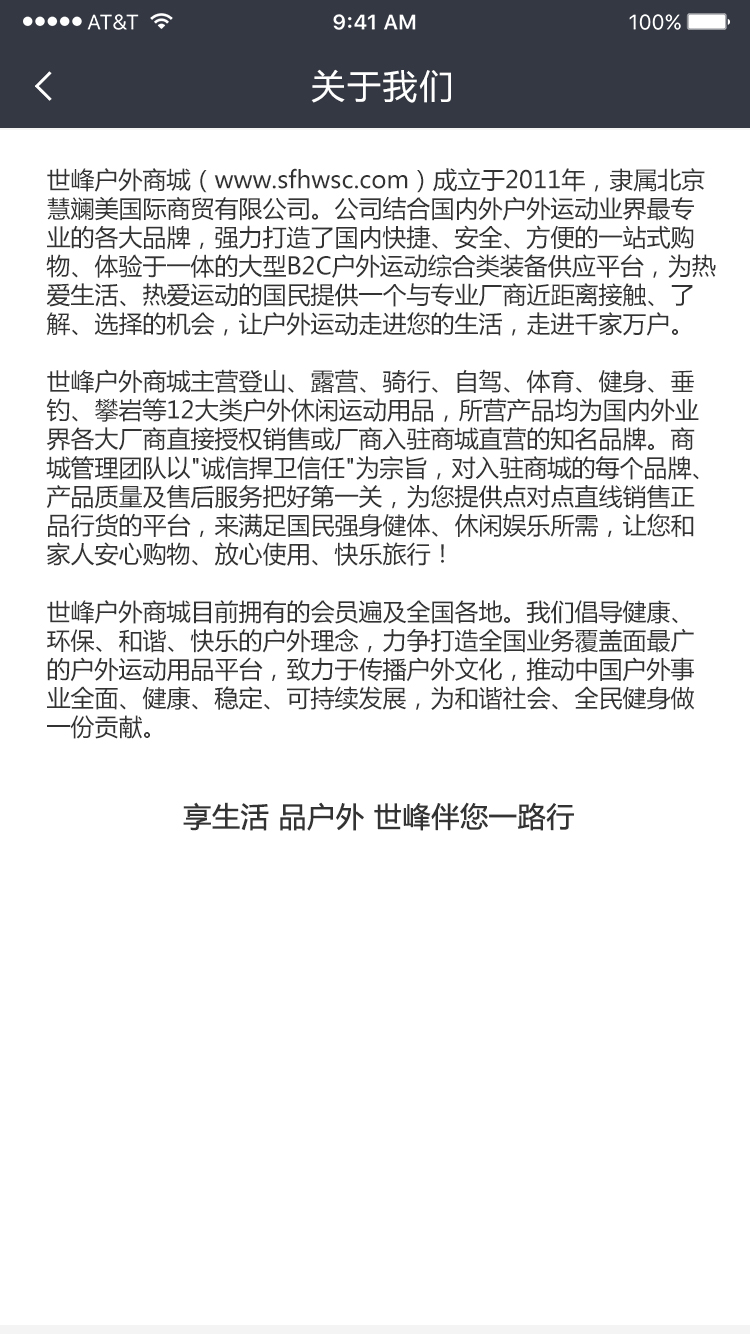 AT&T 9:41 AM 100%
关于我们
世峰户外商城（www.sfhwsc.com）成立于2011年，隶属北京
慧斓美国际商贸有限公司。公司结合国内外户外运动业界最专
业的各大品牌，强力打造了国内快捷、安全、方便的一站式购
物、体验于一体的大型B2C户外运动综合类装备供应平台，为热
爱生活、热爱运动的国民提供一个与专业厂商近距离接触、了
解、选择的机会，让户外运动走进您的生活，走进千家万户。
世峰户外商城主营登山、露营、骑行、自驾、体育、健身、垂
钓、攀岩等12大类户外休闲运动用品，所营产品均为国内外业
界各大厂商直接授权销售或厂商入驻商城直营的知名品牌。商
城管理团队以"诚信捍卫信任"为宗旨，对入驻商城的每个品牌、
产品质量及售后服务把好第一关，为您提供点对点直线销售正
品行货的平台，来满足国民强身健体、休闲娱乐所需，让您和
家人安心购物、放心使用、快乐旅行！
世峰户外商城目前拥有的会员遍及全国各地。我们倡导健康、
环保、和谐、快乐的户外理念，力争打造全国业务覆盖面最广
的户外运动用品平台，致力于传播户外文化，推动中国户外事
业全面、健康、稳定、可持续发展，为和谐社会、全民健身做
一份贡献。
享生活 品户外 世峰伴您一路行